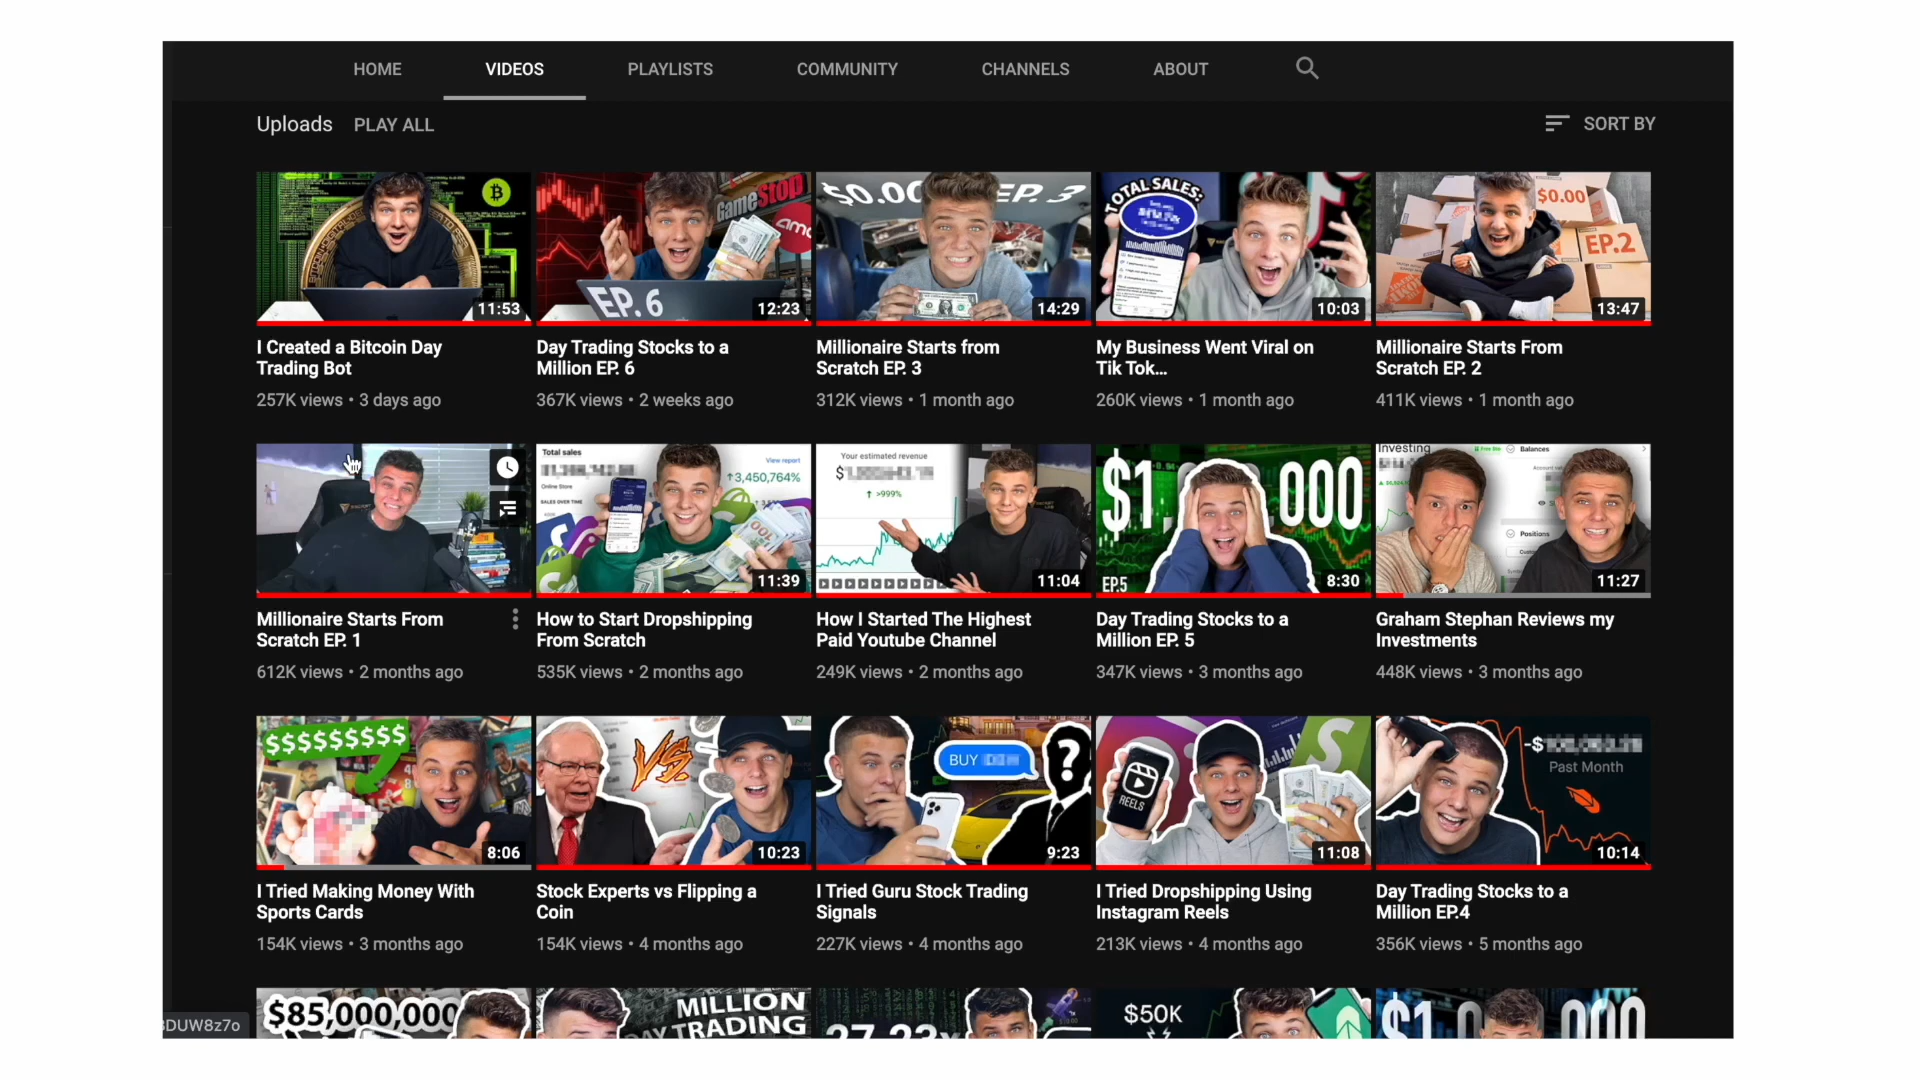 HOME VIDEOS PLAYLISTS COMMUNITY CHANNELS ABOUT
Uploads PLAY ALL SORT BY
GameStop
amc
EP. 6
$0.00 EP. 3
TOTAL SALES:
$0.00
EP.2
11:53 12:23 14:29 10:03 13:47
I Created a Bitcoin Day
Trading Bot
257K views • 3 days ago
Day Trading Stocks to a
Million EP. 6
367K views • 2 weeks ago
Millionaire Starts from
Scratch EP. 3
312K views • 1 month ago
My Business Went Viral on
Tik Tok...
260K views • 1 month ago
Millionaire Starts From
Scratch EP. 2
411K views • 1 month ago
Total sales
View report
↑3,450,764%
Online Store
SALES OVER TIME
Your estimated revenue
$
↑ >999%
$1, 000
EP.5
Investing
Balances
Positions
11:39 11:04 8:30 11:27
Millionaire Starts From
Scratch EP. 1
612K views • 2 months ago
How to Start Dropshipping
From Scratch
535K views • 2 months ago
How I Started The Highest
Paid Youtube Channel
249K views • 2 months ago
Day Trading Stocks to a
Million EP. 5
347K views • 3 months ago
Graham Stephan Reviews my
Investments
448K views • 3 months ago
$$$$$$$$$
VS.
BUY
?
REELS
-$
Past Month
8:06 10:23 9:23 11:08 10:14
I Tried Making Money With
Sports Cards
154K views • 3 months ago
Stock Experts vs Flipping a
Coin
154K views • 4 months ago
I Tried Guru Stock Trading
Signals
227K views • 4 months ago
I Tried Dropshipping Using
Instagram Reels
213K views • 4 months ago
Day Trading Stocks to a
Million EP.4
356K views • 5 months ago
$85,000,000
MILLION
DAY TRADING
$50K
DUW8z7o